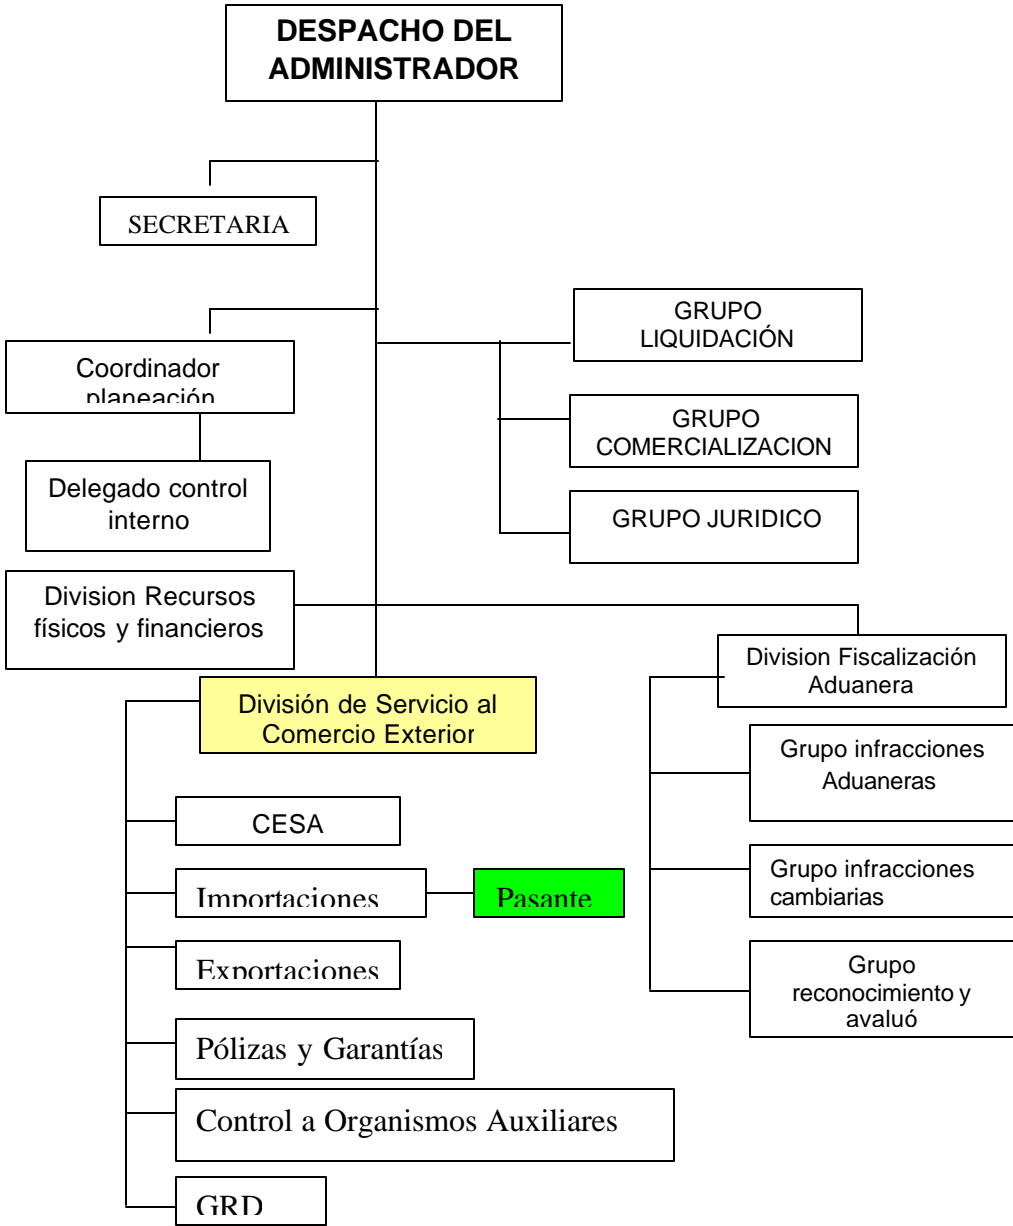 DESPACHO DEL
ADMINISTRADOR
SECRETARIA
GRUPO
LIQUIDACIÓN
Coordinador
planeación
GRUPO
COMERCIALIZACION
Delegado control
interno
GRUPO JURIDICO
Division Recursos
físicos y financieros
Division Fiscalización
Aduanera
División de Servicio al
Comercio Exterior
Grupo infracciones
Aduaneras
CESA
Importaciones
Pasante
Grupo infracciones
cambiarias
Exportaciones
Grupo
reconocimiento y
avaluó
Pólizas y Garantías
Control a Organismos Auxiliares
GRD